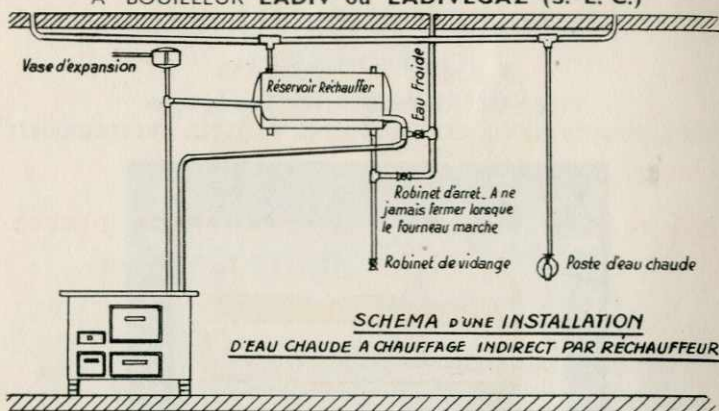 A BOUILLEUR LADIV ou LADIVEGAZ (S. L. C.)
Vase d'expansion
Réservoir Réchauffer
Eau Froide
Robinet d'arret_ A ne
jamais fermer lorsque
le fourneau marche
Robinet de vidange
Poste d'eau chaude
SCHEMA D'UNE INSTALLATION
D'EAU CHAUDE A CHAUFFAGE INDIRECT PAR RÉCHAUFFEUR